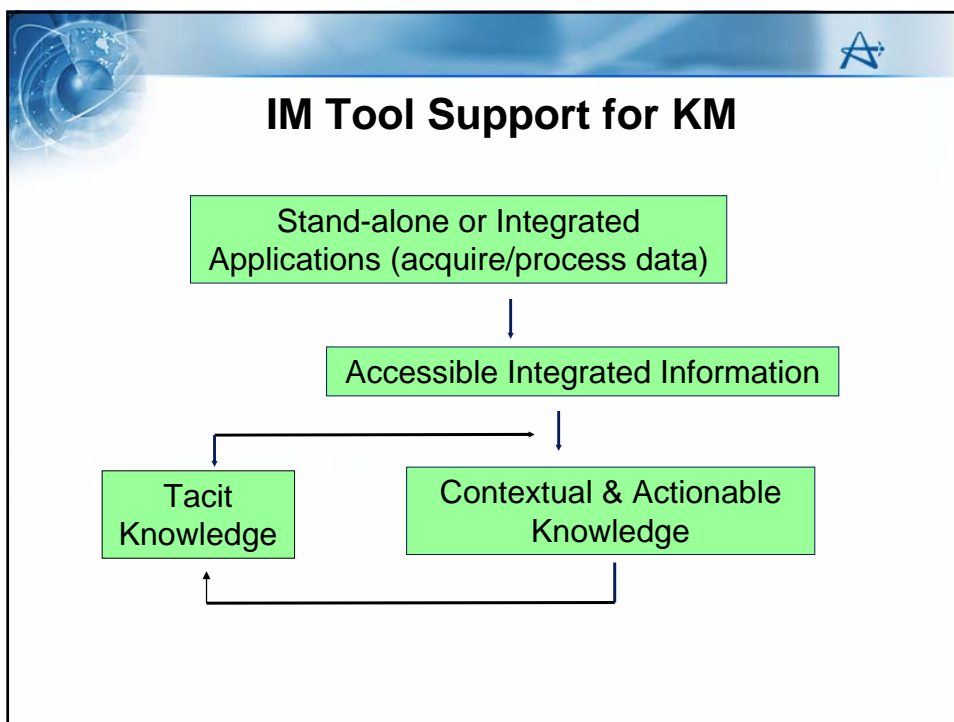 IM Tool Support for KM
Stand-alone or Integrated
Applications (acquire/process data)
Accessible Integrated Information
Tacit
Knowledge
Contextual & Actionable
Knowledge